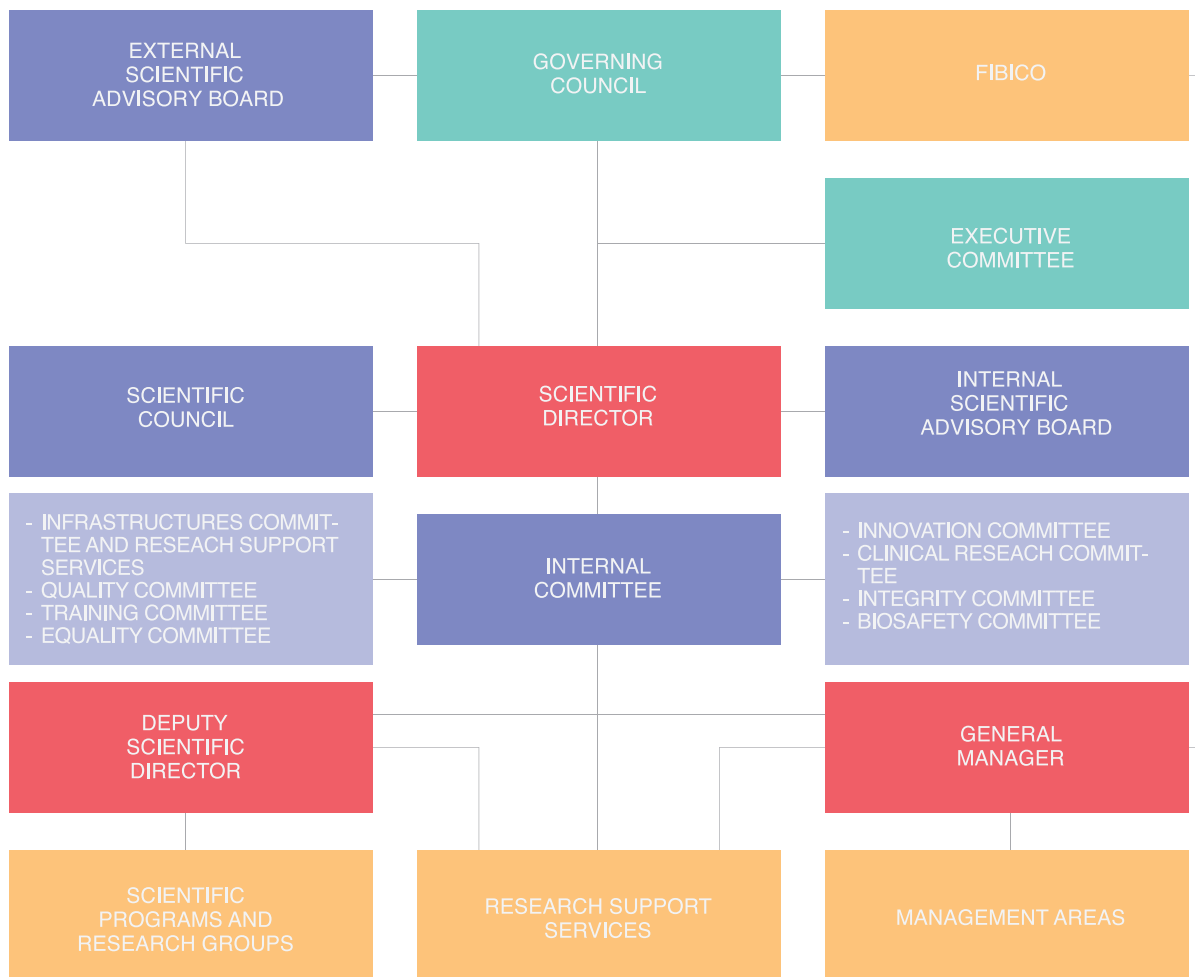 EXTERNAL
SCIENTIFIC
ADVISORY BOARD
GOVERNING
COUNCIL
FIBICO
EXECUTIVE
COMMITTEE
SCIENTIFIC
COUNCIL
SCIENTIFIC
DIRECTOR
INTERNAL
SCIENTIFIC
ADVISORY BOARD
- INFRASTRUCTURES COMMIT-
TEE AND RESEACH SUPPORT
SERVICES
- QUALITY COMMITTEE
- TRAINING COMMITTEE
- EQUALITY COMMITTEE
INTERNAL
COMMITTEE
- INNOVATION COMMITTEE
- CLINICAL RESEACH COMMIT-
TEE
- INTEGRITY COMMITTEE
- BIOSAFETY COMMITTEE
DEPUTY
SCIENTIFIC
DIRECTOR
GENERAL
MANAGER
SCIENTIFIC
PROGRAMS AND
RESEARCH GROUPS
RESEARCH SUPPORT
SERVICES
MANAGEMENT AREAS